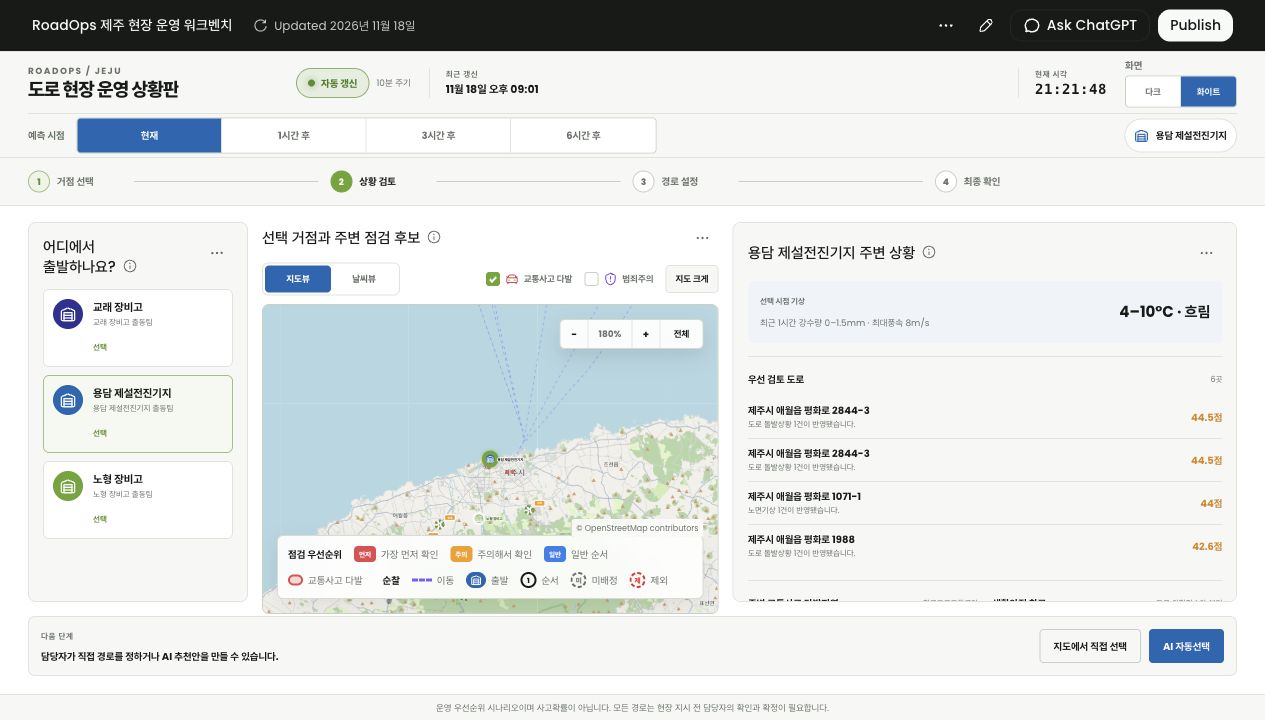 RoadOps 제주 현장 운영 워크벤치
Updated 2026년 11월 18일
Ask ChatGPT
Publish
ROADOPS / JEJU
도로 현장 운영 상황판
자동 갱신
10분 주기
최근 갱신
11월 18일 오후 09:01
현재 시각
21:21:48
화면
다크
화이트
예측 시점
현재
1시간 후
3시간 후
6시간 후
용담 제설전진기지
1 거점 선택
2 상황 검토
3 경로 설정
4 최종 확인
어디에서
출발하나요?
교래 장비고
교래 장비고 출동팀
선택
용담 제설전진기지
용담 제설전진기지 출동팀
선택
노형 장비고
노형 장비고 출동팀
선택
선택 거점과 주변 점검 후보
지도뷰
날씨뷰
교통사고 다발
범죄주의
지도 크게
- 180% + 전체
용담 제설전진기지
제주시
조천읍
애월읍
노형 장비고
© OpenStreetMap contributors
점검 우선순위
먼저 가장 먼저 확인
주의 주의해서 확인
일반 일반 순서
교통사고 다발
순찰
이동
출발
1 순서
미 미배정
제 제외
표선면
용담 제설전진기지 주변 상황
선택 시점 기상
최근 1시간 강수량 0–1.5mm · 최대풍속 8m/s
4–10°C · 흐림
우선 검토 도로
6곳
제주시 애월읍 평화로 2844-3
도로 돌발상황 1건이 반영됐습니다.
44.5점
제주시 애월읍 평화로 2844-3
도로 돌발상황 1건이 반영됐습니다.
44.5점
제주시 애월읍 평화로 1071-1
노면기상 1건이 반영됐습니다.
44점
제주시 애월읍 평화로 1988
도로 돌발상황 1건이 반영됐습니다.
42.6점
다음 단계
담당자가 직접 경로를 정하거나 AI 추천안을 만들 수 있습니다.
지도에서 직접 선택
AI 자동선택
운영 우선순위 시나리오이며 사고확률이 아닙니다. 모든 경로는 현장 지시 전 담당자의 확인과 확정이 필요합니다.